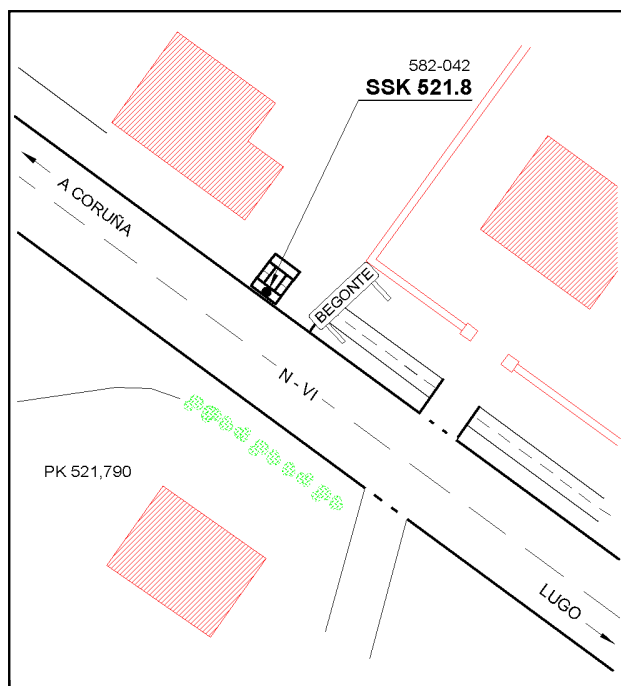 582-042
SSK 521.8
A CORUÑA
BEGONTE
N - VI
PK 521,790
LUGO